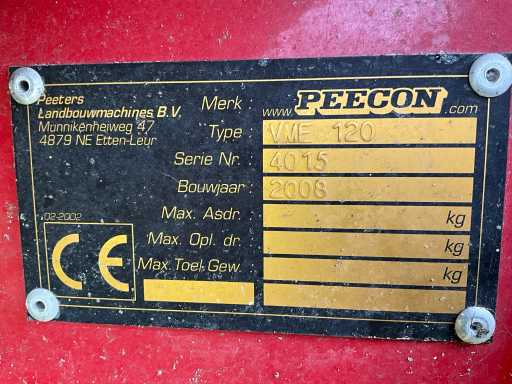 Peeters
Landbouwmachines B.V.
Munnikenheiweg 47
4879 NE Etten-Leur
Merk : www.PEECON.com
Type : VME 120
Serie Nr. : 4015
Bouwjaar : 2008
Max. Asdr. : kg
Max. Opl. dr. : kg
Max. Toel. Gew. : kg
02-2002
CE